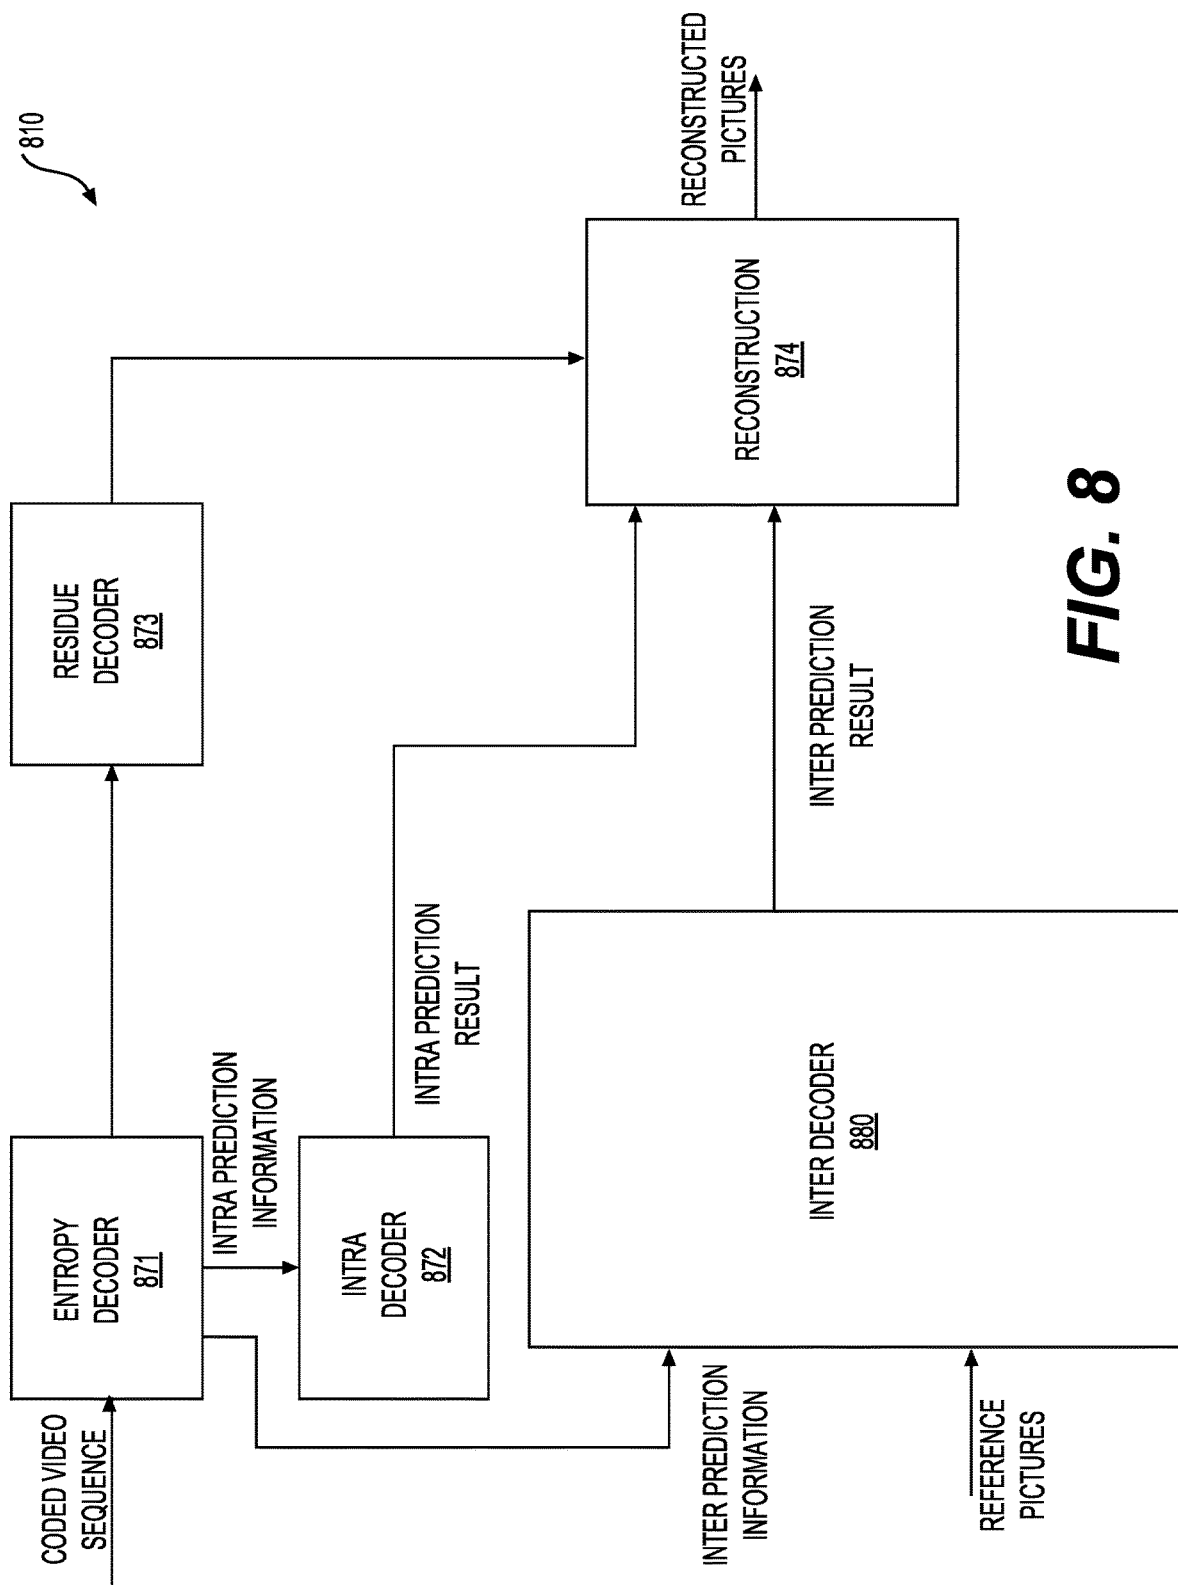 810
CODED VIDEO
SEQUENCE
ENTROPY
DECODER
871
RESIDUE
DECODER
873
INTRA PREDICTION
INFORMATION
INTRA
DECODER
872
INTRA PREDICTION
RESULT
RECONSTRUCTED
PICTURES
RECONSTRUCTION
874
INTER PREDICTION
INFORMATION
REFERENCE
PICTURES
INTER DECODER
880
INTER PREDICTION
RESULT
FIG. 8